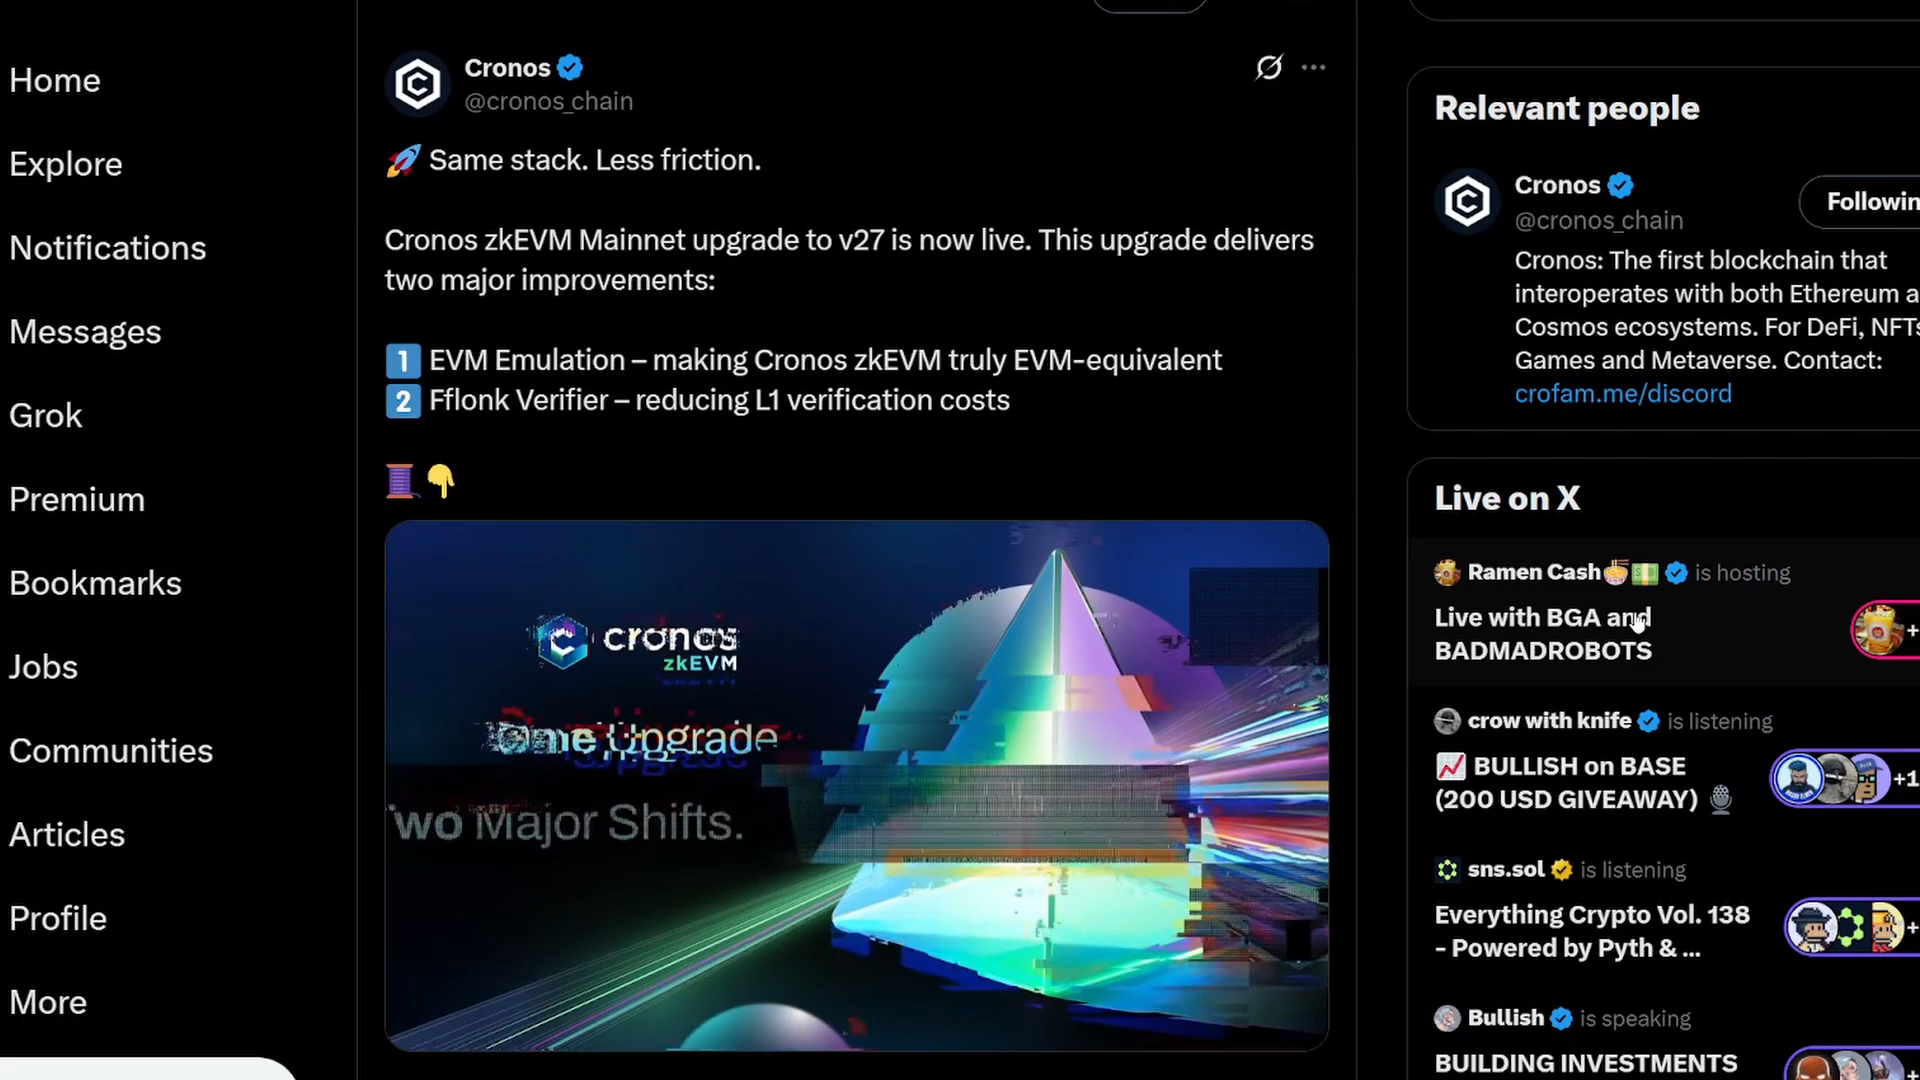 Home
Explore
Notifications
Messages
Grok
Premium
Bookmarks
Jobs
Communities
Articles
Profile
More
Cronos
@cronos_chain
🚀 Same stack. Less friction.
Cronos zkEVM Mainnet upgrade to v27 is now live. This upgrade delivers
two major improvements:
1️⃣ EVM Emulation – making Cronos zkEVM truly EVM-equivalent
2️⃣ Fflonk Verifier – reducing L1 verification costs
🧵👇
cronos
zkEVM
Upgrade
wo Major Shifts.
Relevant people
Cronos
Followin
@cronos_chain
Cronos: The first blockchain that
interoperates with both Ethereum a
Cosmos ecosystems. For DeFi, NFTs
Games and Metaverse. Contact:
crofam.me/discord
Live on X
Ramen Cash🍜💵 is hosting
Live with BGA and
BADMADROBOTS
+
crow with knife is listening
📈 BULLISH on BASE
(200 USD GIVEAWAY) 🎙️
+1
sns.sol is listening
Everything Crypto Vol. 138
– Powered by Pyth & ...
+
Bullish is speaking
BUILDING INVESTMENTS
+